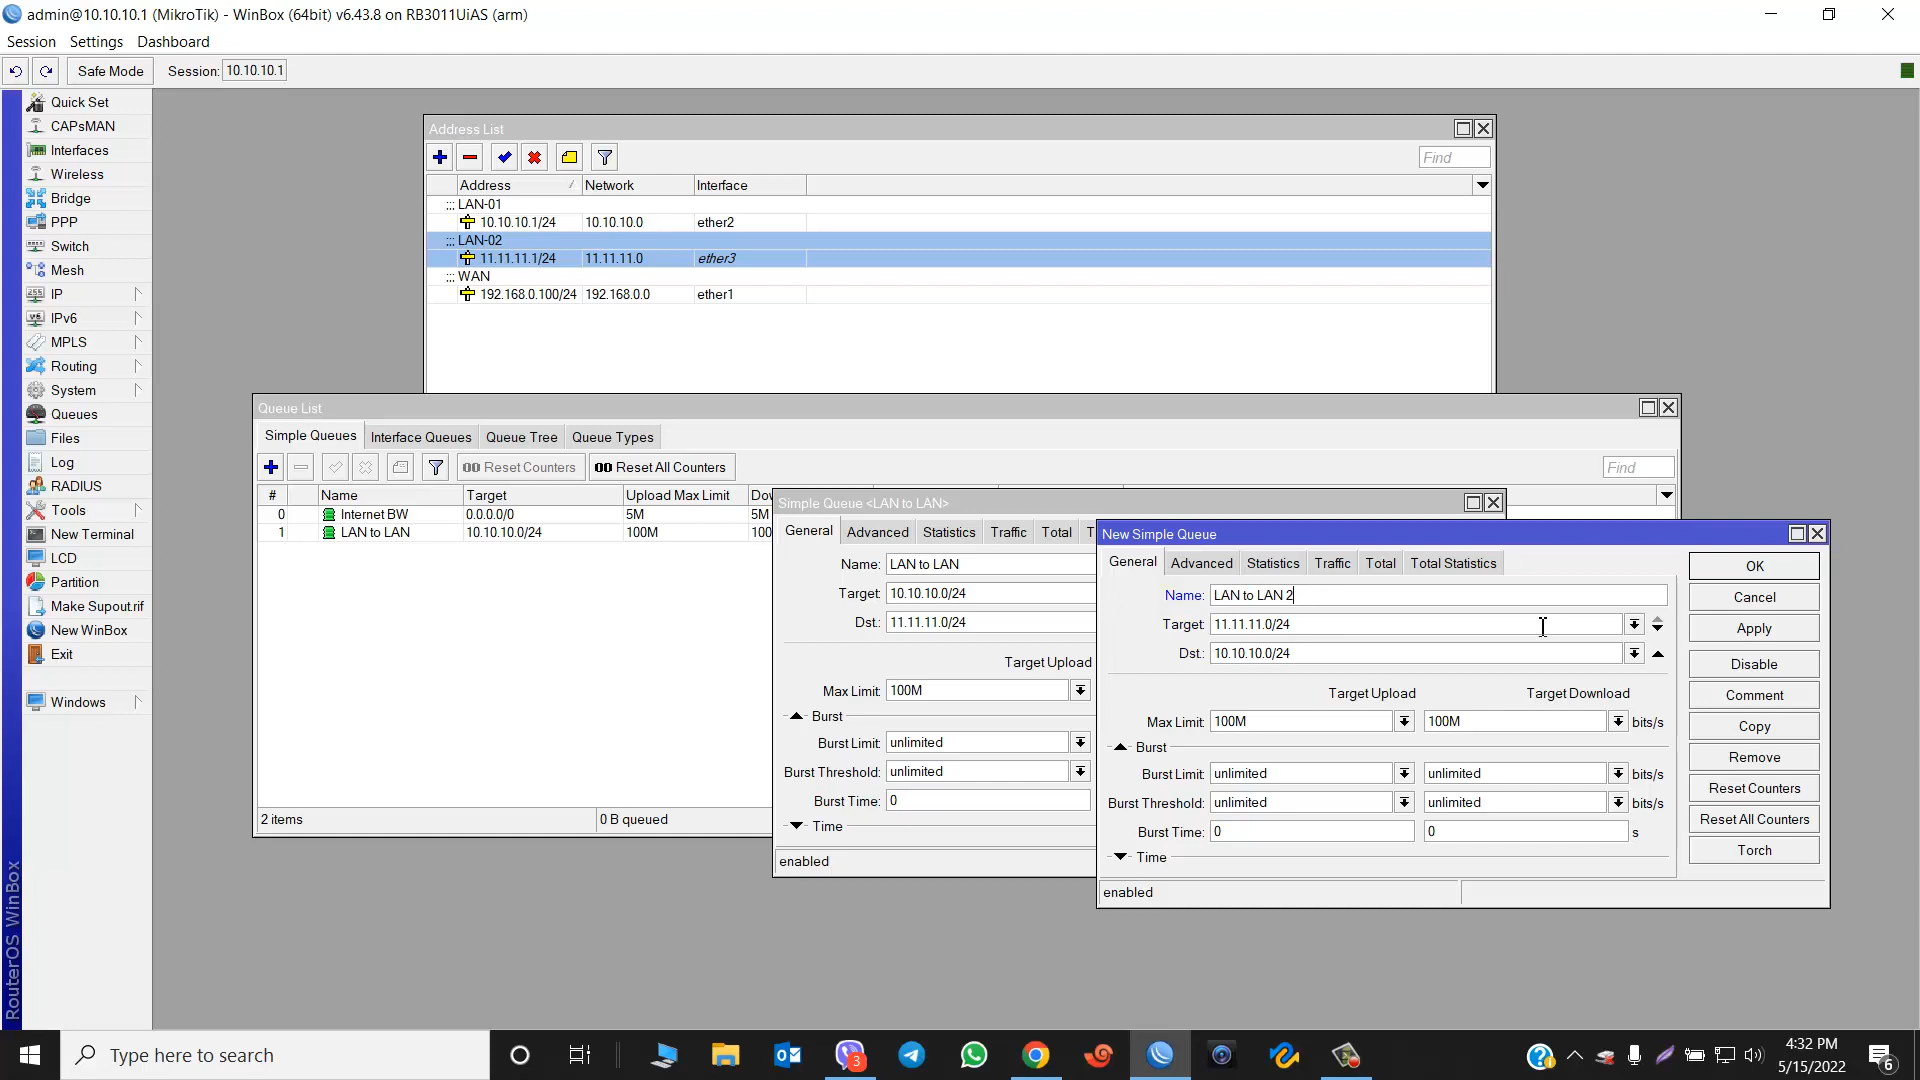 admin@10.10.10.1 (MikroTik) - WinBox (64bit) v6.43.8 on RB3011UiAS (arm)
Session Settings Dashboard
Safe Mode Session: 10.10.10.1
Quick Set
CAPsMAN
Interfaces
Wireless
Bridge
PPP
Switch
Mesh
IP
IPv6
MPLS
Routing
System
Queues
Files
Log
RADIUS
Tools
New Terminal
LCD
Partition
Make Supout.rif
New WinBox
Exit
Windows
RouterOS WinBox
Address List
Find
Address Network Interface
;;; LAN-01
10.10.10.1/24 10.10.10.0 ether2
;;; LAN-02
11.11.11.1/24 11.11.11.0 ether3
;;; WAN
192.168.0.100/24 192.168.0.0 ether1
Queue List
Simple Queues Interface Queues Queue Tree Queue Types
00 Reset Counters 00 Reset All Counters Find
# Name Target Upload Max Limit Dow
0 Internet BW 0.0.0.0/0 5M 5M
1 LAN to LAN 10.10.10.0/24 100M 100
2 items 0 B queued
Simple Queue <LAN to LAN>
General Advanced Statistics Traffic Total T
Name: LAN to LAN
Target: 10.10.10.0/24
Dst.: 11.11.11.0/24
Target Upload
Max Limit: 100M
Burst
Burst Limit: unlimited
Burst Threshold: unlimited
Burst Time: 0
Time
enabled
New Simple Queue
General Advanced Statistics Traffic Total Total Statistics
Name: LAN to LAN 2
Target: 11.11.11.0/24
Dst.: 10.10.10.0/24
Target Upload Target Download
Max Limit: 100M 100M bits/s
Burst
Burst Limit: unlimited unlimited bits/s
Burst Threshold: unlimited unlimited bits/s
Burst Time: 0 0 s
Time
enabled
OK
Cancel
Apply
Disable
Comment
Copy
Remove
Reset Counters
Reset All Counters
Torch
Type here to search
3
4:32 PM
5/15/2022
6